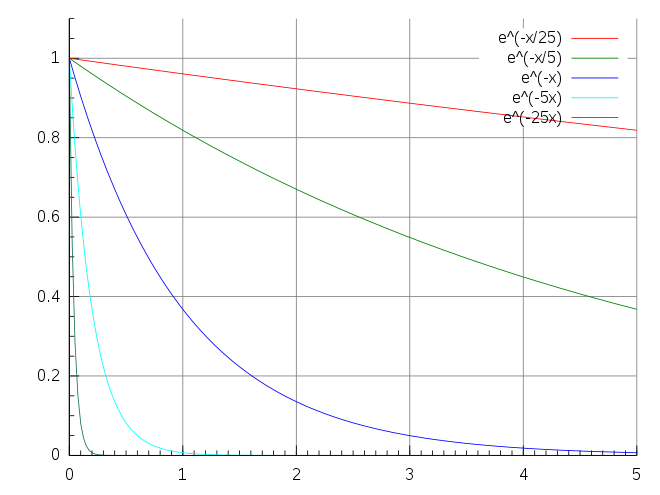 e^(-x/25)
e^(-x/5)
e^(-x)
e^(-5x)
e^(-25x)
1
0.8
0.6
0.4
0.2
0
0 1 2 3 4 5